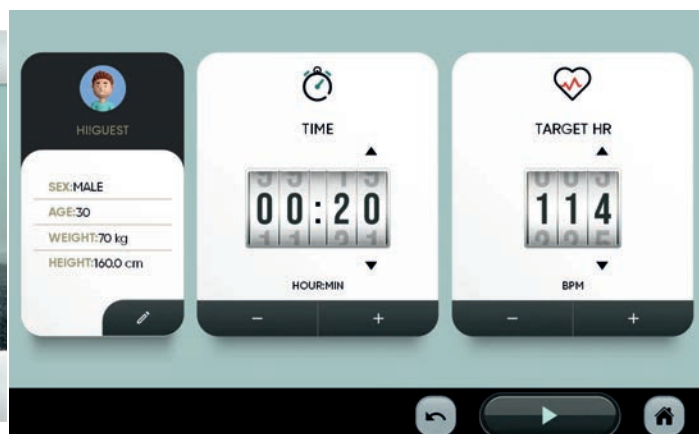 HI!GUEST
SEX:MALE
AGE:30
WEIGHT:70 kg
HEIGHT:160.0 cm
TIME
00:20
HOUR:MIN
− +
TARGET HR
114
BPM
− +